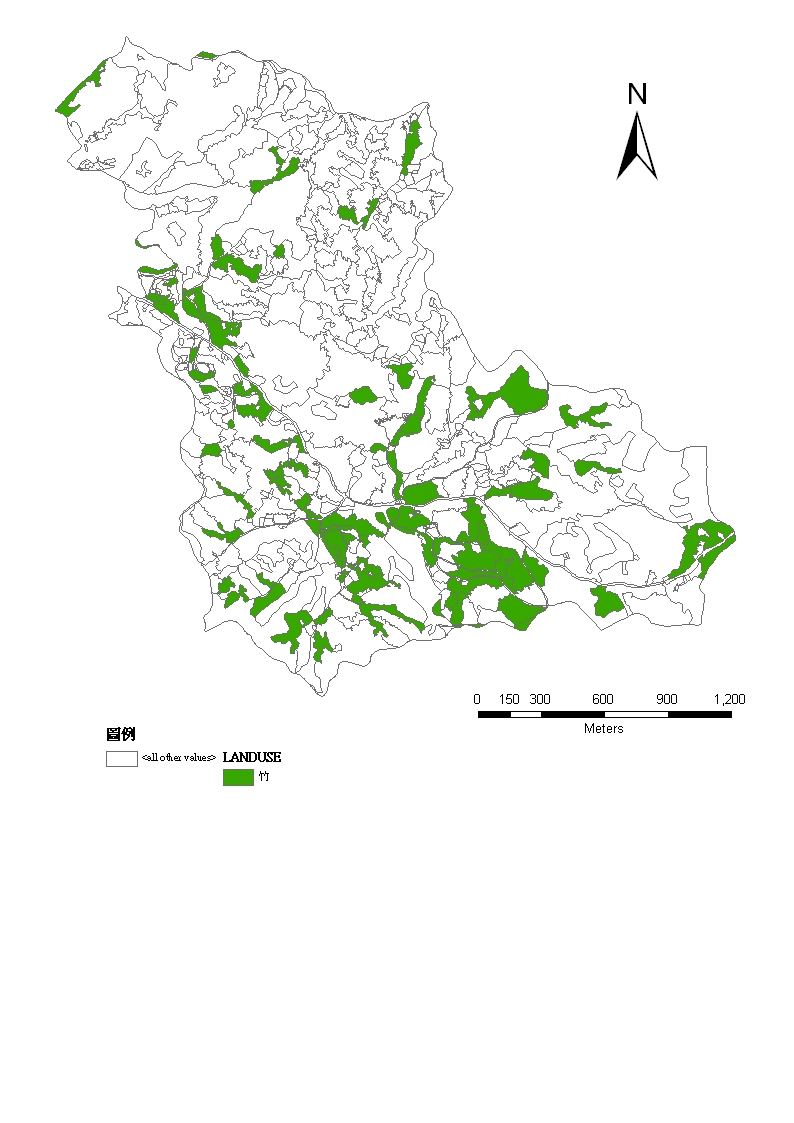 N
0 150 300 600 900 1,200
Meters
圖例
<all other values> LANDUSE
竹